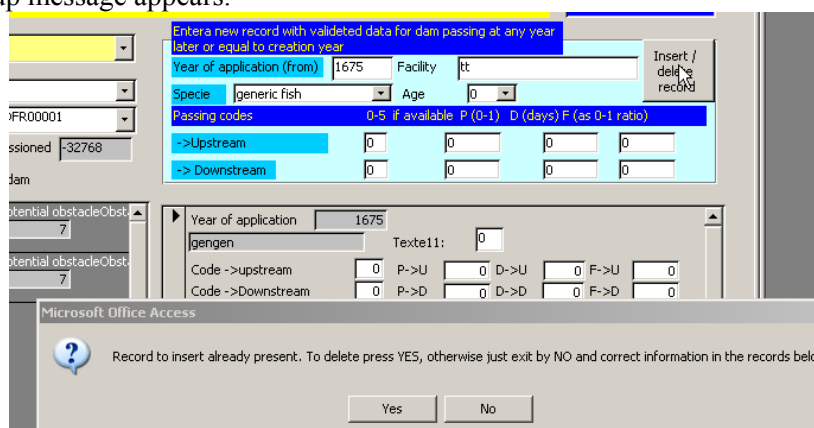 up message appears.
Entera new record with valideted data for dam passing at any year
later or equal to creation year
Year of application (from) 1675 Facility tt
Insert /
delete
record
Specie generic fish Age 0
Passing codes 0-5 if available P (0-1) D (days) F (as 0-1 ratio)
->Upstream 0 0 0 0
-> Downstream 0 0 0 0
FR00001
ssioned -32768
dam
otential obstacleObst
7
otential obstacleObst
7
Year of application 1675
gengen Texte11: 0
Code ->upstream 0 P->U 0 D->U 0 F->U 0
Code ->Downstream 0 P->D 0 D->D 0 F->D 0
Microsoft Office Access
Record to insert already present. To delete press YES, otherwise just exit by NO and correct information in the records belo
Yes No